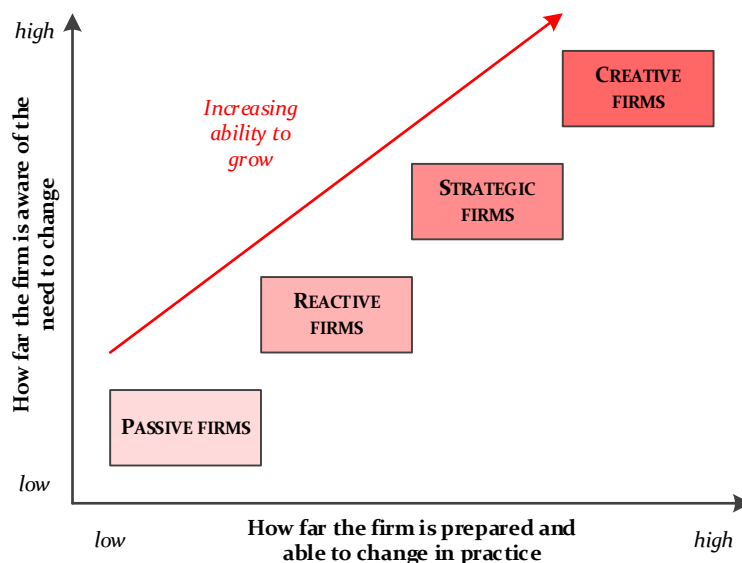 high
CREATIVE
FIRMS
Increasing
ability to
grow
STRATEGIC
FIRMS
How far the firm is aware of the
need to change
REACTIVE
FIRMS
PASSIVE FIRMS
low
low
How far the firm is prepared and
able to change in practice
high